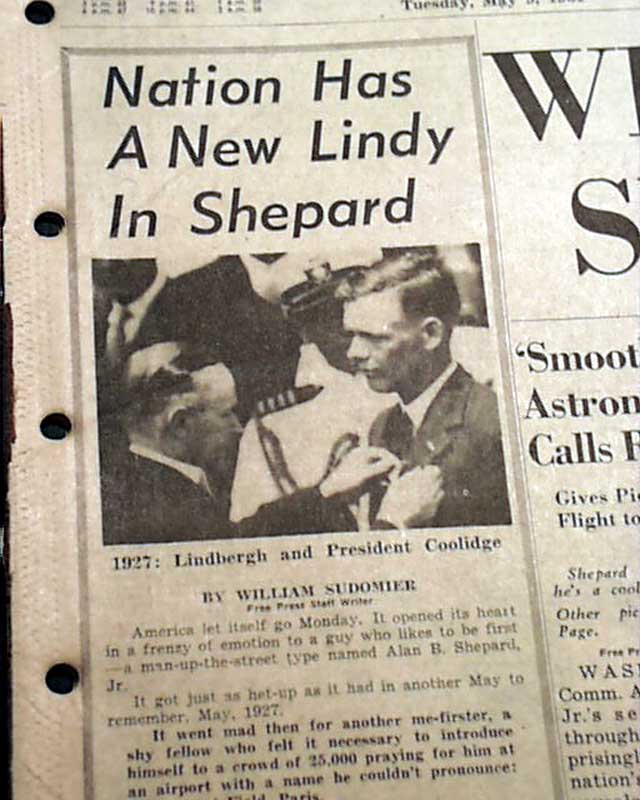 Tuesday, May 9,
Nation Has
A New Lindy
In Shepard
1927: Lindbergh and President Coolidge
BY WILLIAM SUDOMIER
Free Press Staff Writer
America let itself go Monday. It opened its heart
in a frenzy of emotion to a guy who likes to be first
—a man-up-the-street type named Alan B. Shepard,
Jr.
It got just as het-up as it had in another May to
remember, May, 1927.
It went mad then for another me-firster, a
shy fellow who felt it necessary to introduce
himself to a crowd of 25,000 praying for him at
an airport with a name he couldn't pronounce:
Field, Paris.
W
S
'Smoot
Astron
Calls F
Gives Pi
Flight to
Shepard
he's a cool
Other pic
Page.
Free Pr
WAS
Comm. A
Jr.'s se
through
prisingl
nation's